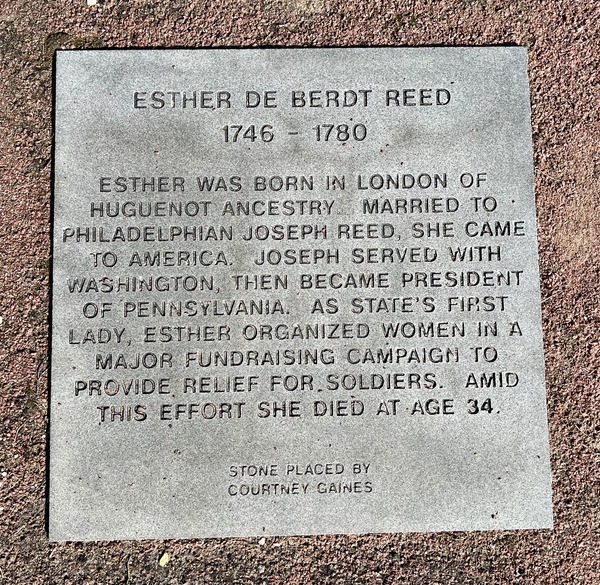 ESTHER DE BERDT REED
1746 - 1780
ESTHER WAS BORN IN LONDON OF
HUGUENOT ANCESTRY. MARRIED TO
PHILADELPHIAN JOSEPH REED, SHE CAME
TO AMERICA. JOSEPH SERVED WITH
WASHINGTON, THEN BECAME PRESIDENT
OF PENNSYLVANIA. AS STATE'S FIRST
LADY, ESTHER ORGANIZED WOMEN IN A
MAJOR FUNDRAISING CAMPAIGN TO
PROVIDE RELIEF FOR SOLDIERS. AMID
THIS EFFORT SHE DIED AT AGE 34.
STONE PLACED BY
COURTNEY GAINES